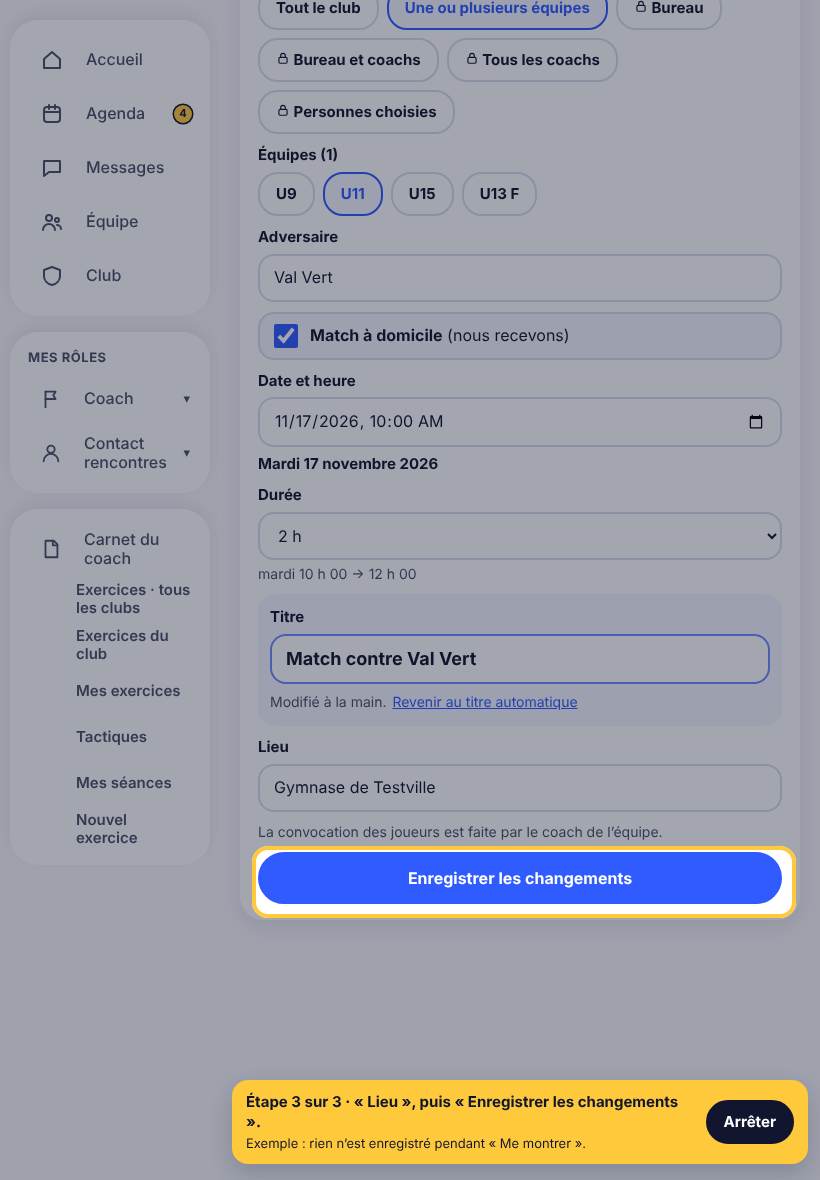 Accueil
Agenda
4
Messages
Équipe
Club
MES RÔLES
Coach
Contact
rencontres
Carnet du
coach
Exercices · tous
les clubs
Exercices du
club
Mes exercices
Tactiques
Mes séances
Nouvel
exercice
Tout le club
Une ou plusieurs équipes
Bureau
Bureau et coachs
Tous les coachs
Personnes choisies
Équipes (1)
U9
U11
U15
U13 F
Adversaire
Val Vert
Match à domicile (nous recevons)
Date et heure
11/17/2026, 10:00 AM
Mardi 17 novembre 2026
Durée
2 h
mardi 10 h 00 → 12 h 00
Titre
Match contre Val Vert
Modifié à la main. Revenir au titre automatique
Lieu
Gymnase de Testville
La convocation des joueurs est faite par le coach de l’équipe.
Enregistrer les changements
Étape 3 sur 3 · « Lieu », puis « Enregistrer les changements
».
Exemple : rien n’est enregistré pendant « Me montrer ».
Arrêter